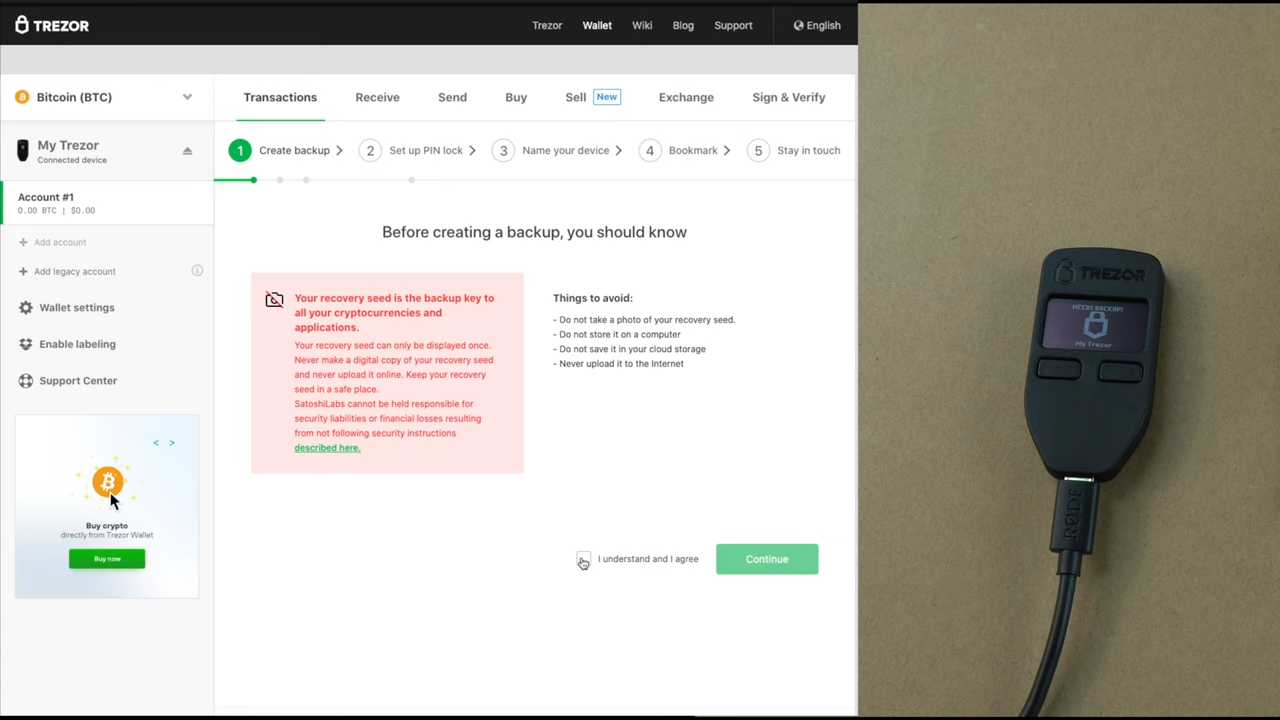 TREZOR
Trezor
Wallet
Wiki
Blog
Support
English
Bitcoin (BTC)
Transactions
Receive
Send
Buy
Sell
New
Exchange
Sign & Verify
My Trezor
Connected device
1 Create backup
2 Set up PIN lock
3 Name your device
4 Bookmark
5 Stay in touch
Account #1
0.00 BTC | $0.00
+ Add account
+ Add legacy account
Wallet settings
Enable labeling
Support Center
Before creating a backup, you should know
Your recovery seed is the backup key to
all your cryptocurrencies and
applications.
Your recovery seed can only be displayed once.
Never make a digital copy of your recovery seed
and never upload it online. Keep your recovery
seed in a safe place.
SatoshiLabs cannot be held responsible for
security liabilities or financial losses resulting
from not following security instructions
described here.
Things to avoid:
- Do not take a photo of your recovery seed.
- Do not store it on a computer
- Do not save it in your cloud storage
- Never upload it to the Internet
< >
Buy crypto
directly from Trezor Wallet
Buy now
I understand and I agree
Continue
TREZOR
NEEDS BACKUP!
My Trezor
RØDE